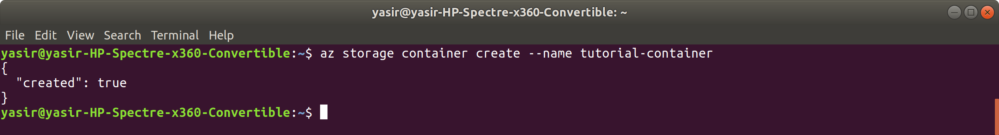 yasir@yasir-HP-Spectre-x360-Convertible: ~
File Edit View Search Terminal Help
yasir@yasir-HP-Spectre-x360-Convertible:~$ az storage container create --name tutorial-container
{
  "created": true
}
yasir@yasir-HP-Spectre-x360-Convertible:~$